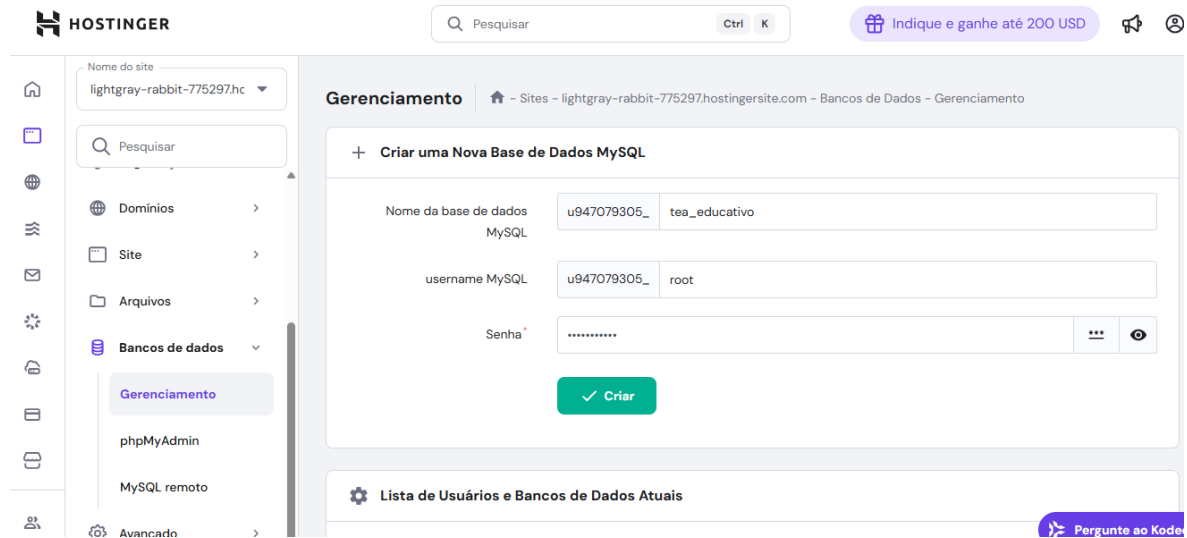 HOSTINGER
Pesquisar
Ctrl K
Indique e ganhe até 200 USD
Nome do site
lightgray-rabbit-775297.hc
Pesquisar
Domínios
Site
Arquivos
Bancos de dados
Gerenciamento
phpMyAdmin
MySQL remoto
Avançado
Gerenciamento
- Sites - lightgray-rabbit-775297.hostingersite.com - Bancos de Dados - Gerenciamento
Criar uma Nova Base de Dados MySQL
Nome da base de dados
MySQL
u947079305_ tea_educativo
username MySQL
u947079305_ root
Senha*
•••••••••••
Criar
Lista de Usuários e Bancos de Dados Atuais
Pergunte ao